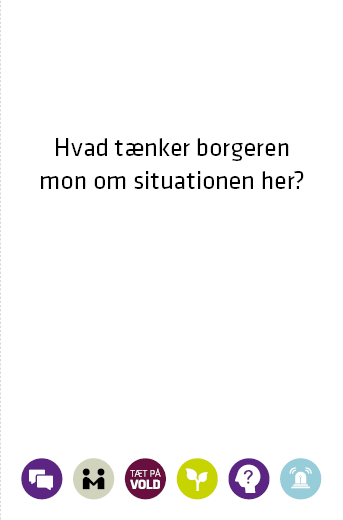 Hvad tænker borgeren
mon om situationen her?
TÆT PÅ
VOLD
?